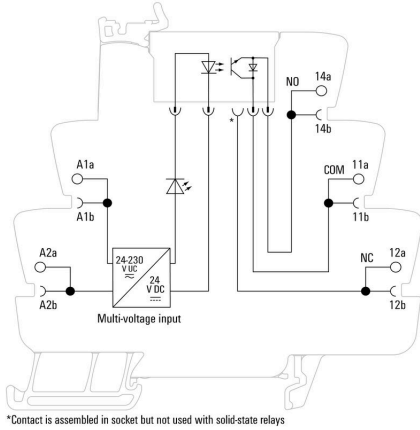 NO
14a
14b
*
A1a
A1b
COM
11a
11b
A2a
A2b
24-230
V UC
24
V DC
NC
12a
12b
Multi-voltage input
*Contact is assembled in socket but not used with solid-state relays